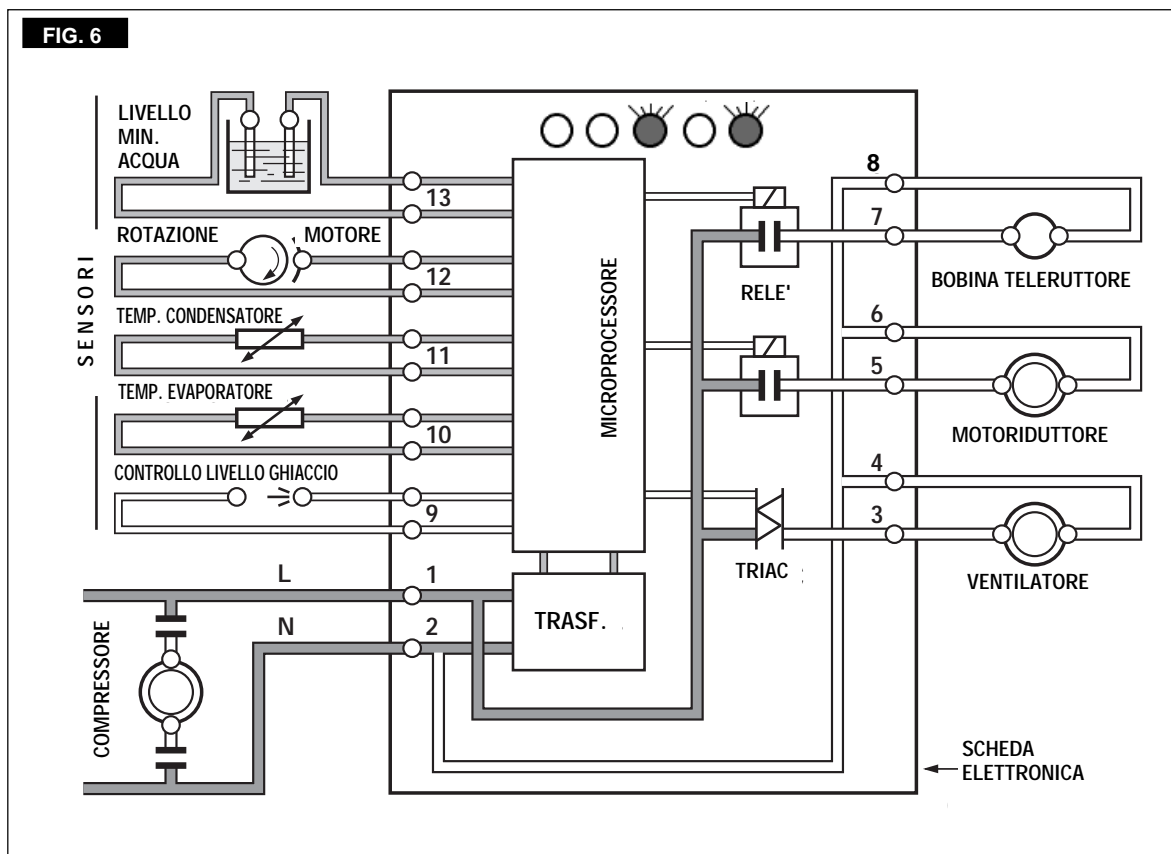 FIG. 6
LIVELLO
MIN.
ACQUA
13
ROTAZIONE MOTORE
12
TEMP. CONDENSATORE
11
TEMP. EVAPORATORE
10
CONTROLLO LIVELLO GHIACCIO
9
SENSORI
L
1
N
2
COMPRESSORE
MICROPROCESSORE
TRASF.
RELE'
TRIAC
8
7
BOBINA TELERUTTORE
6
5
MOTORIDUTTORE
4
3
VENTILATORE
SCHEDA
ELETTRONICA